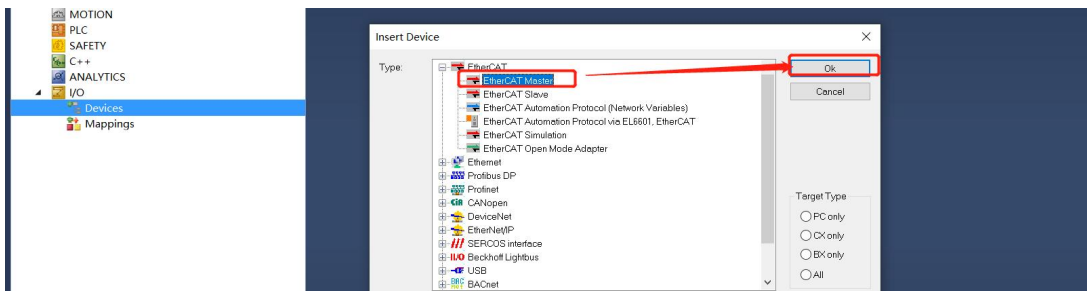 MOTION
PLC
SAFETY
C++
ANALYTICS
I/O
Devices
Mappings
Insert Device
Type:
EtherCAT
EtherCAT Master
EtherCAT Slave
EtherCAT Automation Protocol (Network Variables)
EtherCAT Automation Protocol via EL6601, EtherCAT
EtherCAT Simulation
EtherCAT Open Mode Adapter
Ethernet
Profibus DP
Profinet
CANopen
DeviceNet
EtherNet/IP
SERCOS interface
Beckhoff Lightbus
USB
BACnet
Ok
Cancel
Target Type
PC only
CX only
BX only
All